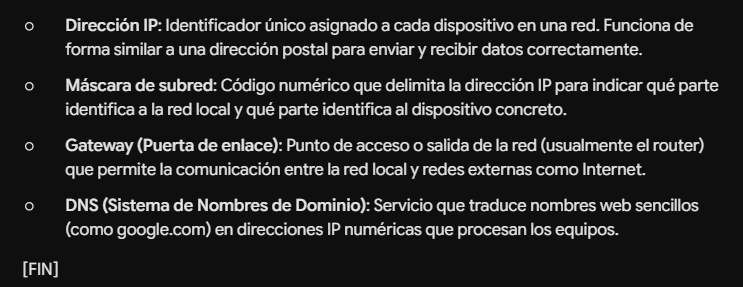 ○ Dirección IP: Identificador único asignado a cada dispositivo en una red. Funciona de
forma similar a una dirección postal para enviar y recibir datos correctamente.
○ Máscara de subred: Código numérico que delimita la dirección IP para indicar qué parte
identifica a la red local y qué parte identifica al dispositivo concreto.
○ Gateway (Puerta de enlace): Punto de acceso o salida de la red (usualmente el router)
que permite la comunicación entre la red local y redes externas como Internet.
○ DNS (Sistema de Nombres de Dominio): Servicio que traduce nombres web sencillos
(como google.com) en direcciones IP numéricas que procesan los equipos.
[FIN]